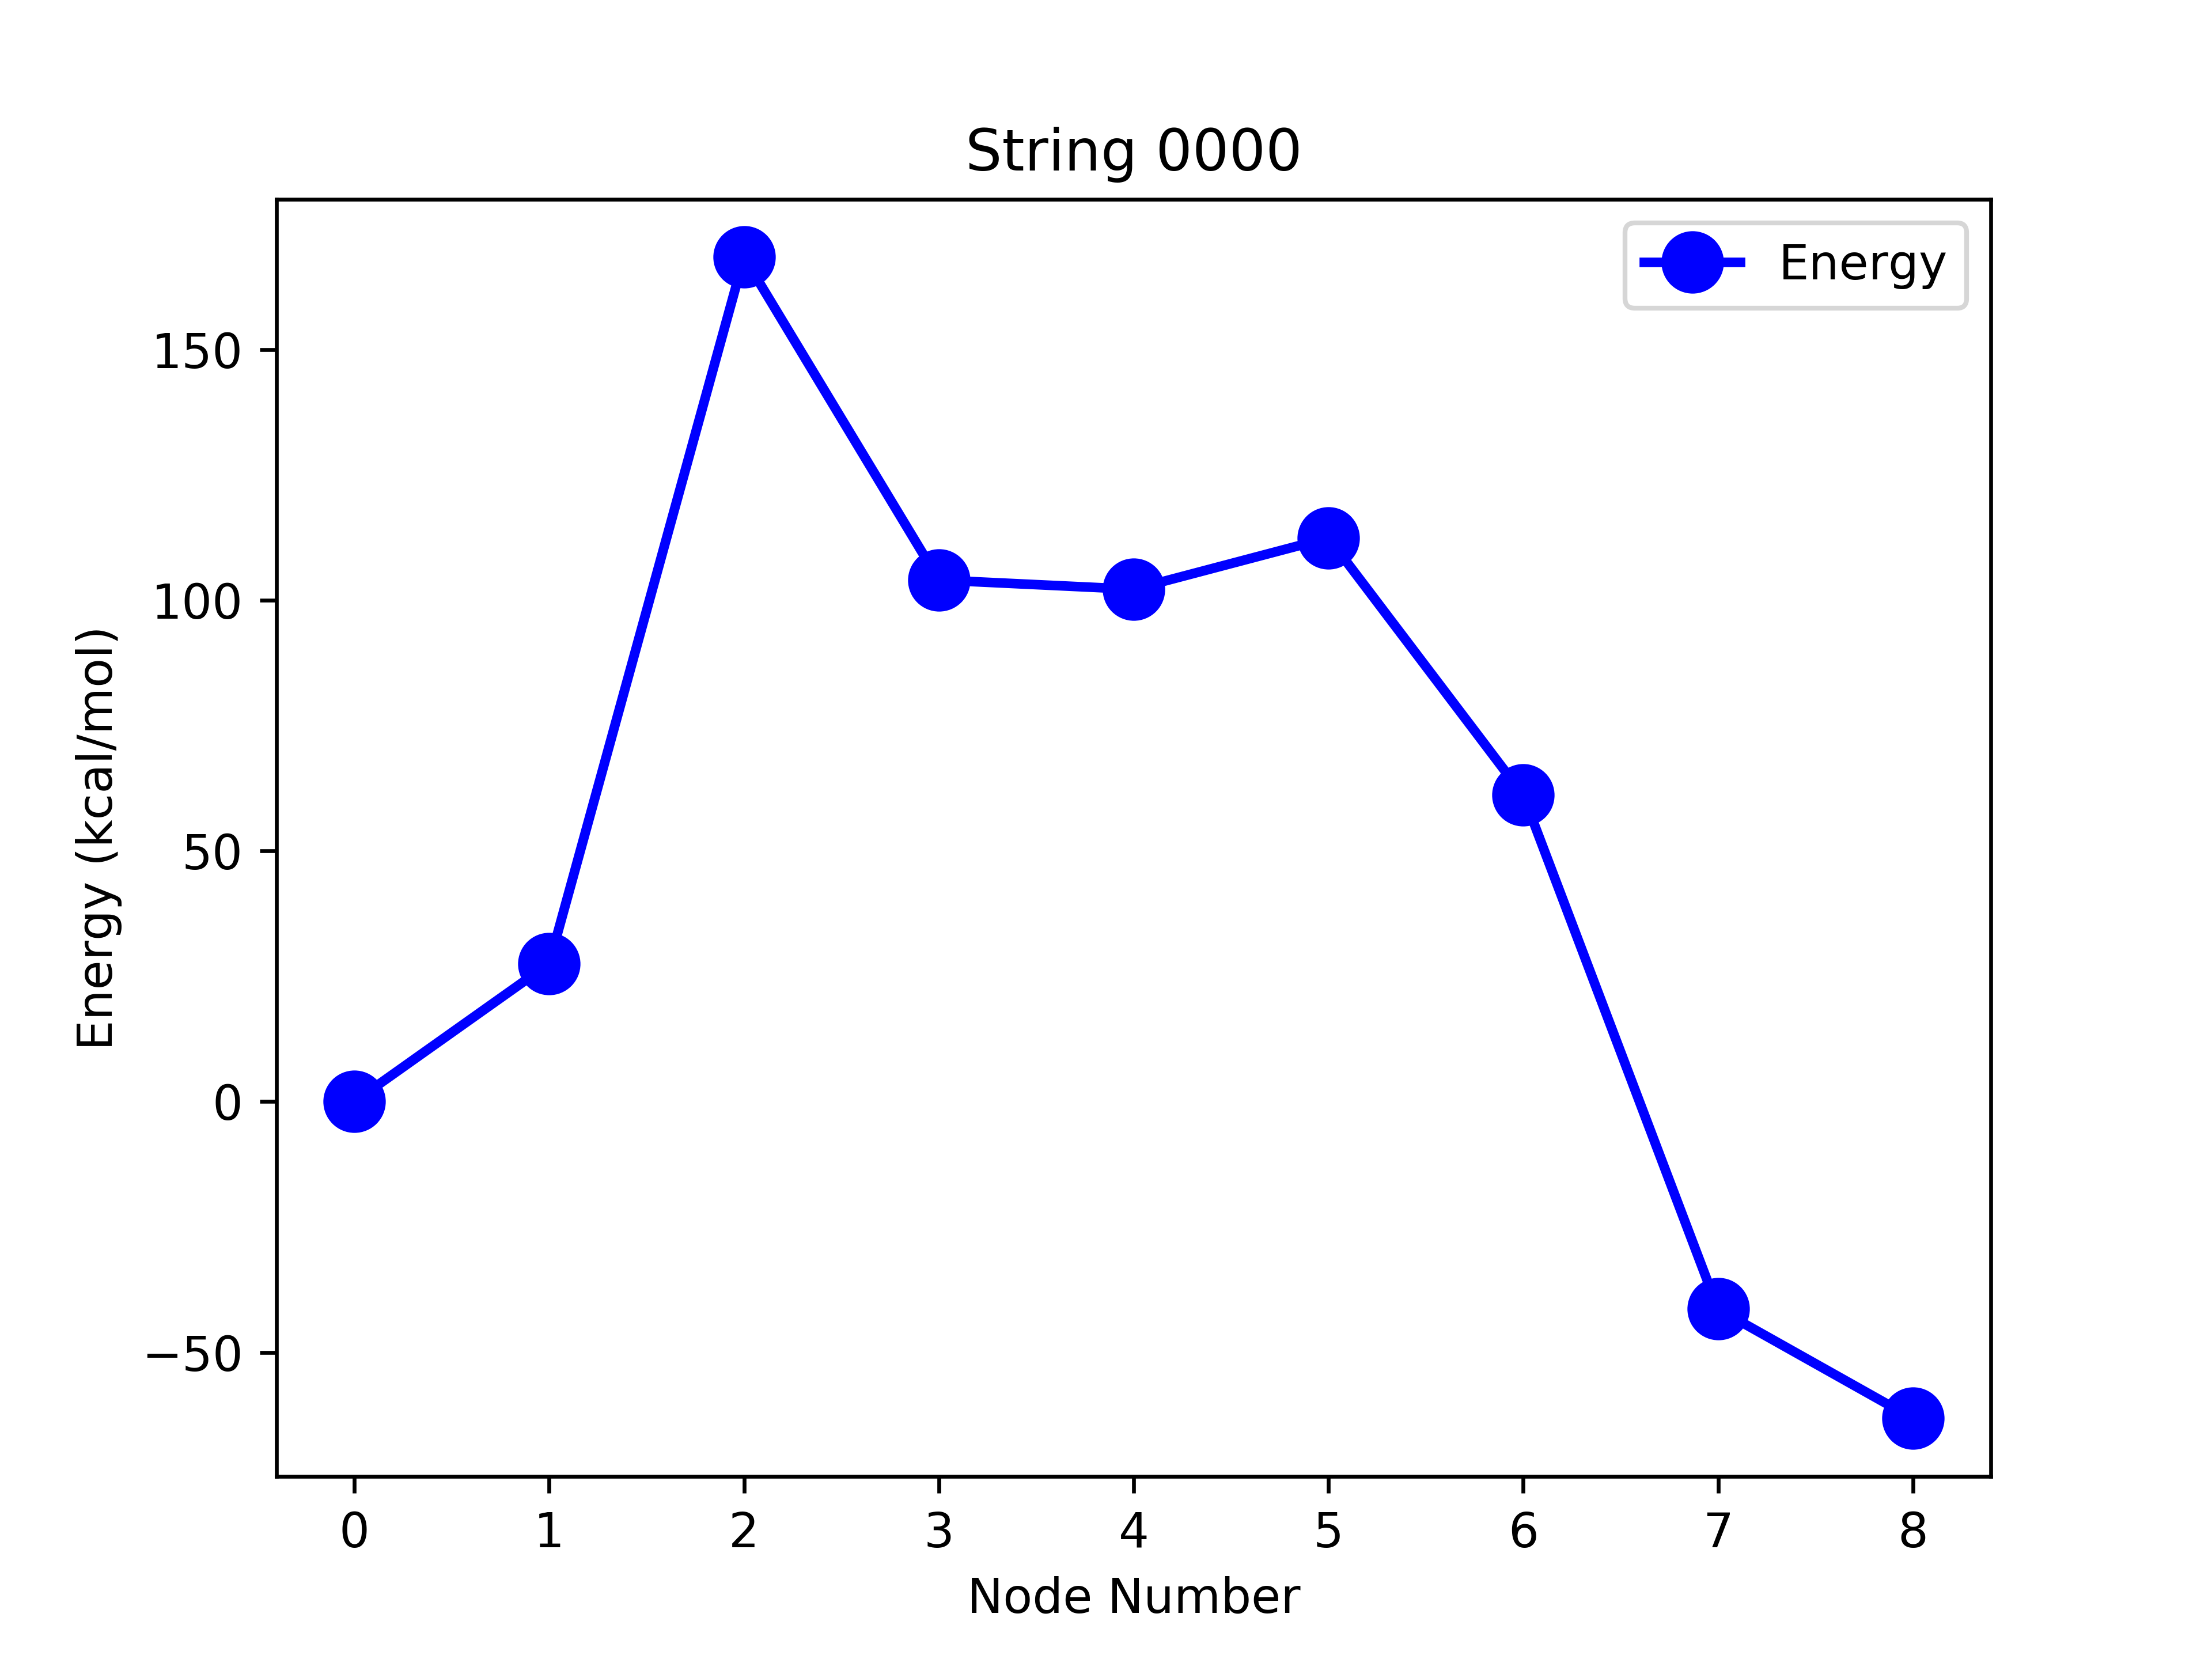 String 0000
Energy
Energy (kcal/mol)
150
100
50
0
−50
0 1 2 3 4 5 6 7 8
Node Number